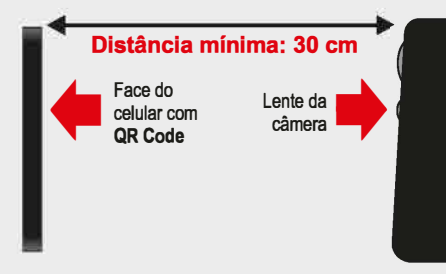 Distância mínima: 30 cm
Face do
celular com
QR Code
Lente da
câmera